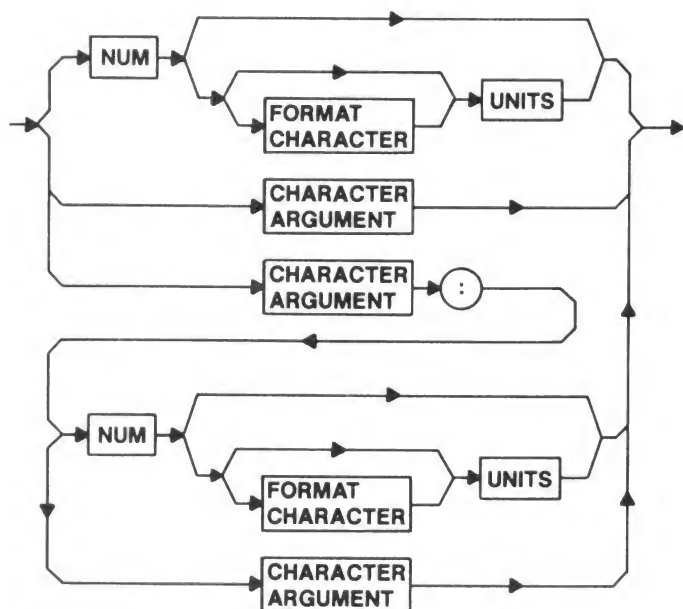 NUM
FORMAT
CHARACTER
UNITS
CHARACTER
ARGUMENT
CHARACTER
ARGUMENT
:
NUM
FORMAT
CHARACTER
UNITS
CHARACTER
ARGUMENT